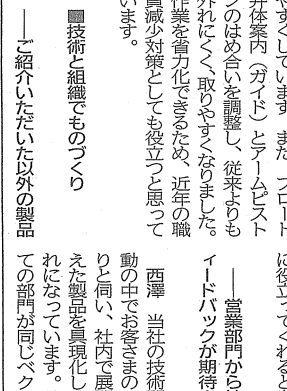 やすくしています。また、フロート
弁体案内（ガイド）とアームピスト
ンのはめ合いを調整し、従来よりも
外れにくく、取りやすくなりました。
作業を省力化できるため、近年の職
員減少対策としても役立つと思って
います。
■技術と組織でものづくり
――ご紹介いただいた以外の製品
に役立ってくれると
――営業部門から
ィードバックが期待
西澤　当社の技術
動の中でお客さまの
りと伺い、社内で展
えた製品を具現化し
れになっています。
ての部門が同じベク